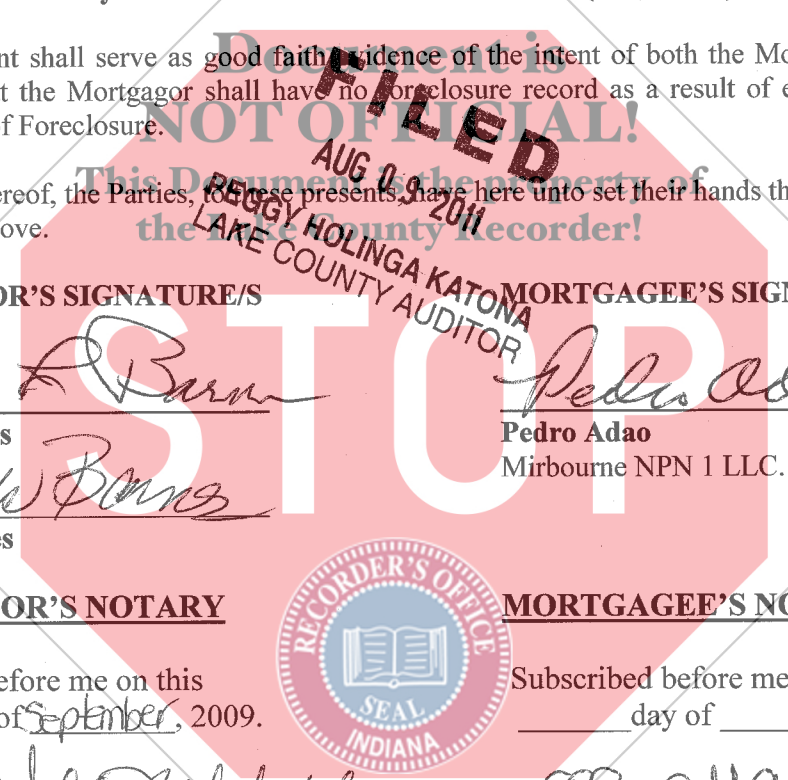 nt shall serve as good faith evidence of the intent of both the Mo
t the Mortgagor shall have no foreclosure record as a result of e
f Foreclosure.
Document is
NOT OFFICIAL!
This Document is the property of
the Lake County Recorder!
FILED
AUG 09 2011
PEGGY HOLINGA KATONA
LAKE COUNTY AUDITOR
ereof, the Parties, to these presents, have here unto set their hands th
ove.
STOP
OR'S SIGNATURE/S
MORTGAGEE'S SIGN
s
Pedro Adao
Mirbourne NPN 1 LLC.
es
OR'S NOTARY
MORTGAGEE'S NO
efore me on this
of September, 2009.
Subscribed before me
day of
RECORDER'S OFFICE
SEAL
INDIANA